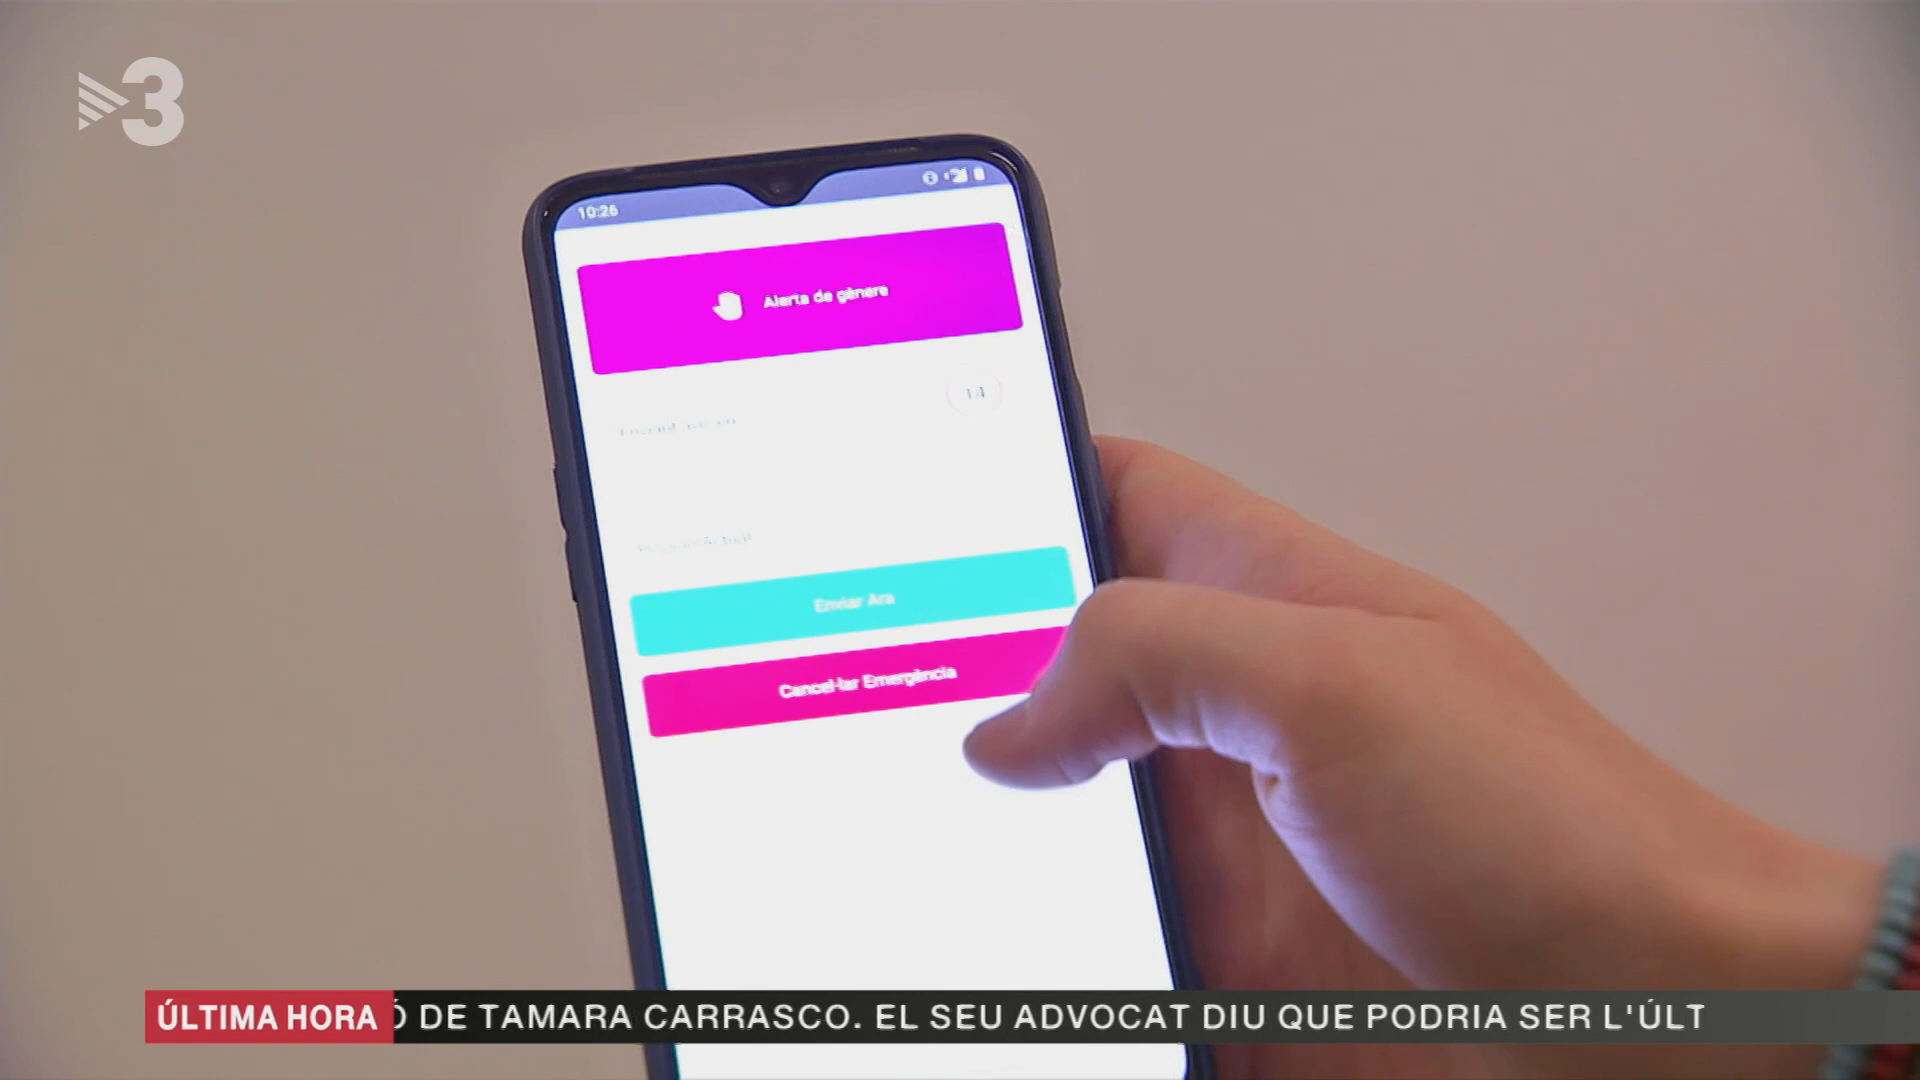 3
10:26
Alerta de gènere
14
Enviar Ara
Cancel·lar Emergència
ÚLTIMA HORA Ó DE TAMARA CARRASCO. EL SEU ADVOCAT DIU QUE PODRIA SER L'ÚLT